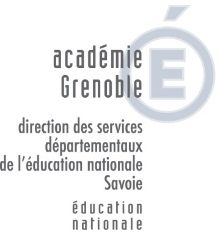 académie
Grenoble
É
direction des services
départementaux
de l'éducation nationale
Savoie
éducation
nationale